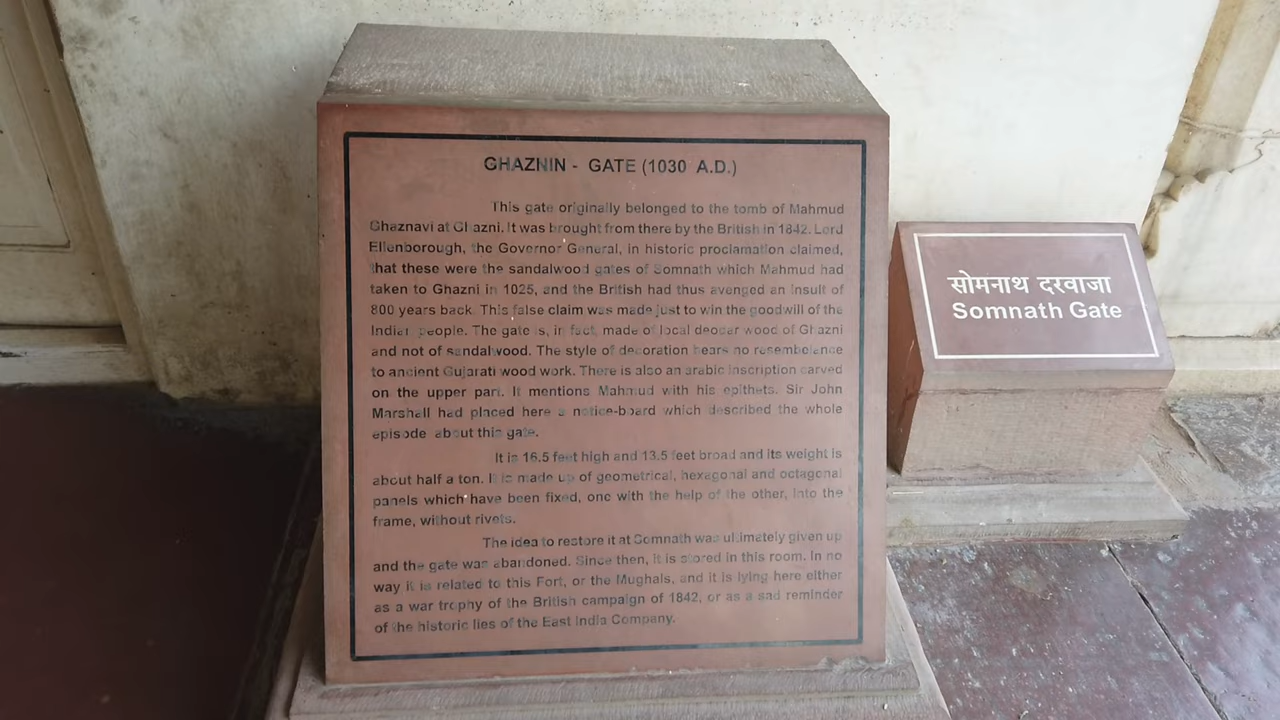 GHAZNIN - GATE (1030 A.D.)
This gate originally belonged to the tomb of Mahmud
Ghaznavi at Ghazni. It was brought from there by the British in 1842. Lord
Ellenborough, the Governor General, in historic proclamation claimed,
that these were the sandalwood gates of Somnath which Mahmud had
taken to Ghazni in 1025, and the British had thus avenged an insult of
800 years back. This false claim was made just to win the goodwill of the
Indian people. The gate is, in fact, made of local deodar wood of Ghazni
and not of sandalwood. The style of decoration bears no resemblance
to ancient Gujarati wood work. There is also an arabic inscription carved
on the upper part. It mentions Mahmud with his epithets. Sir John
Marshall had placed here a notice-board which described the whole
episode about this gate.
It is 16.5 feet high and 13.5 feet broad and its weight is
about half a ton. It is made up of geometrical, hexagonal and octagonal
panels which have been fixed, one with the help of the other, into the
frame, without rivets.
The idea to restore it at Somnath was ultimately given up
and the gate was abandoned. Since then, it is stored in this room. In no
way it is related to this Fort, or the Mughals, and it is lying here either
as a war trophy of the British campaign of 1842, or as a sad reminder
of the historic lies of the East India Company.
सोमनाथ दरवाजा
Somnath Gate